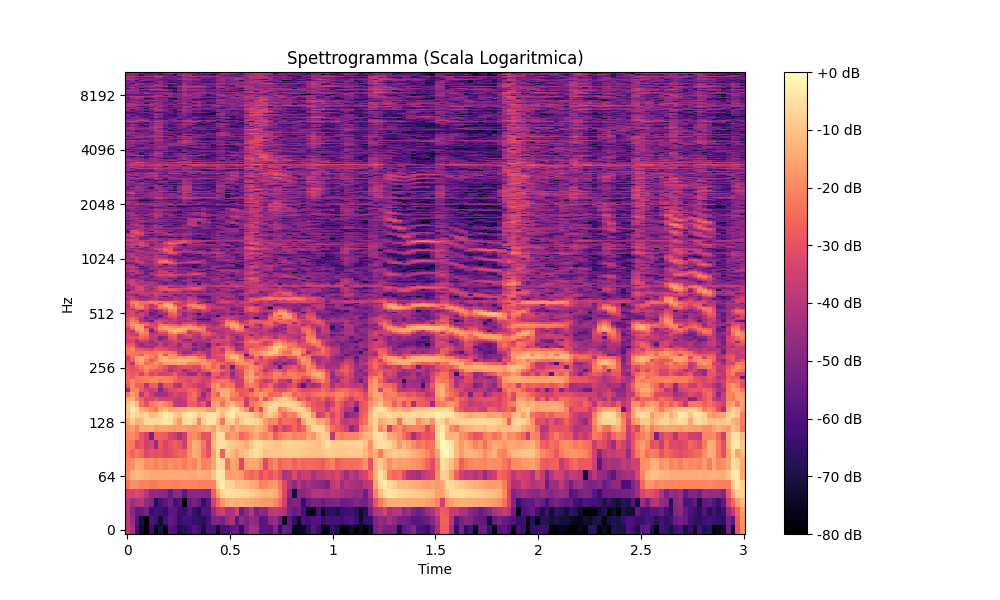 Spettrogramma (Scala Logaritmica)
8192
4096
2048
1024
512
256
128
64
0
Hz
0
0.5
1
1.5
2
2.5
3
Time
+0 dB
-10 dB
-20 dB
-30 dB
-40 dB
-50 dB
-60 dB
-70 dB
-80 dB